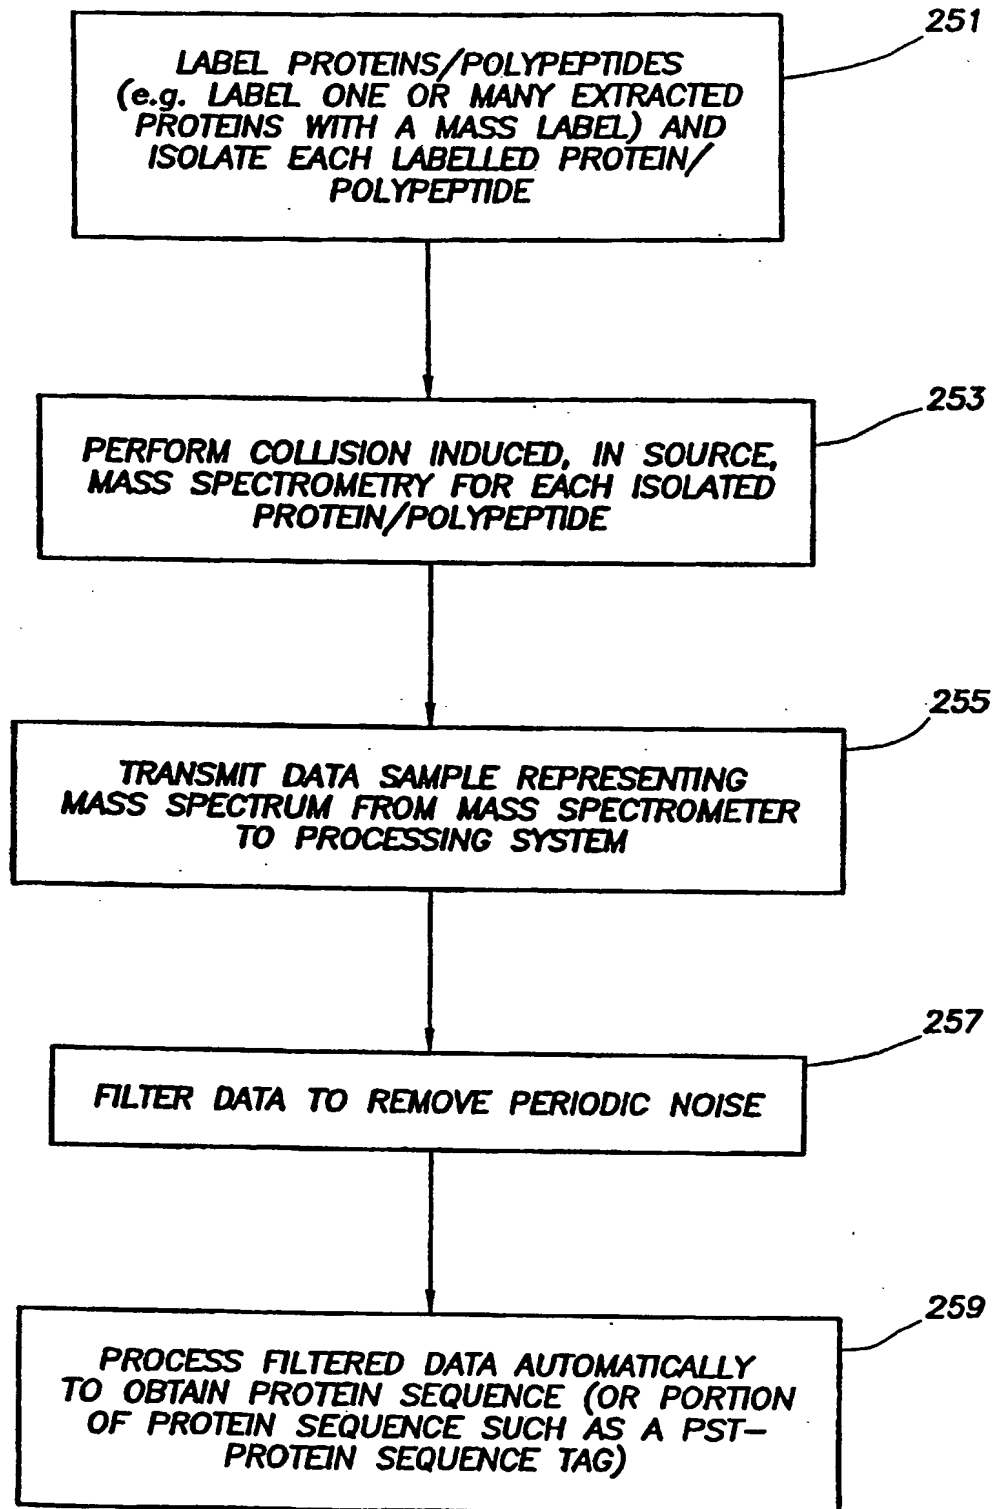 251
LABEL PROTEINS/POLYPEPTIDES
(e.g. LABEL ONE OR MANY EXTRACTED
PROTEINS WITH A MASS LABEL) AND
ISOLATE EACH LABELLED PROTEIN/
POLYPEPTIDE
253
PERFORM COLLISION INDUCED, IN SOURCE,
MASS SPECTROMETRY FOR EACH ISOLATED
PROTEIN/POLYPEPTIDE
255
TRANSMIT DATA SAMPLE REPRESENTING
MASS SPECTRUM FROM MASS SPECTROMETER
TO PROCESSING SYSTEM
257
FILTER DATA TO REMOVE PERIODIC NOISE
259
PROCESS FILTERED DATA AUTOMATICALLY
TO OBTAIN PROTEIN SEQUENCE (OR PORTION
OF PROTEIN SEQUENCE SUCH AS A PST-
PROTEIN SEQUENCE TAG)